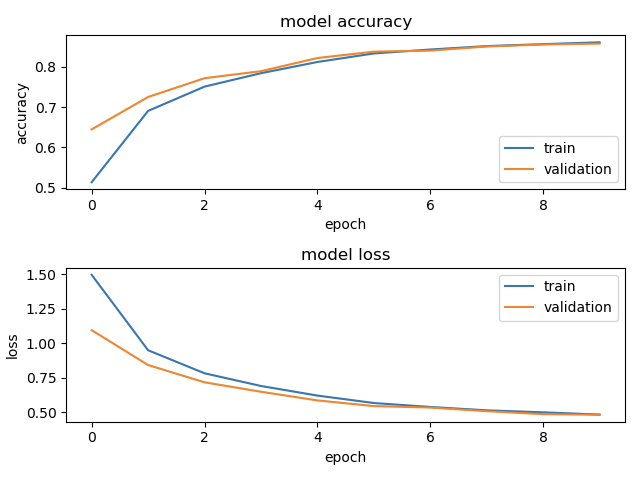 model accuracy
accuracy
0.8
0.7
0.6
0.5
train
validation
0 2 4 6 8
epoch
model loss
loss
1.50
1.25
1.00
0.75
0.50
train
validation
0 2 4 6 8
epoch